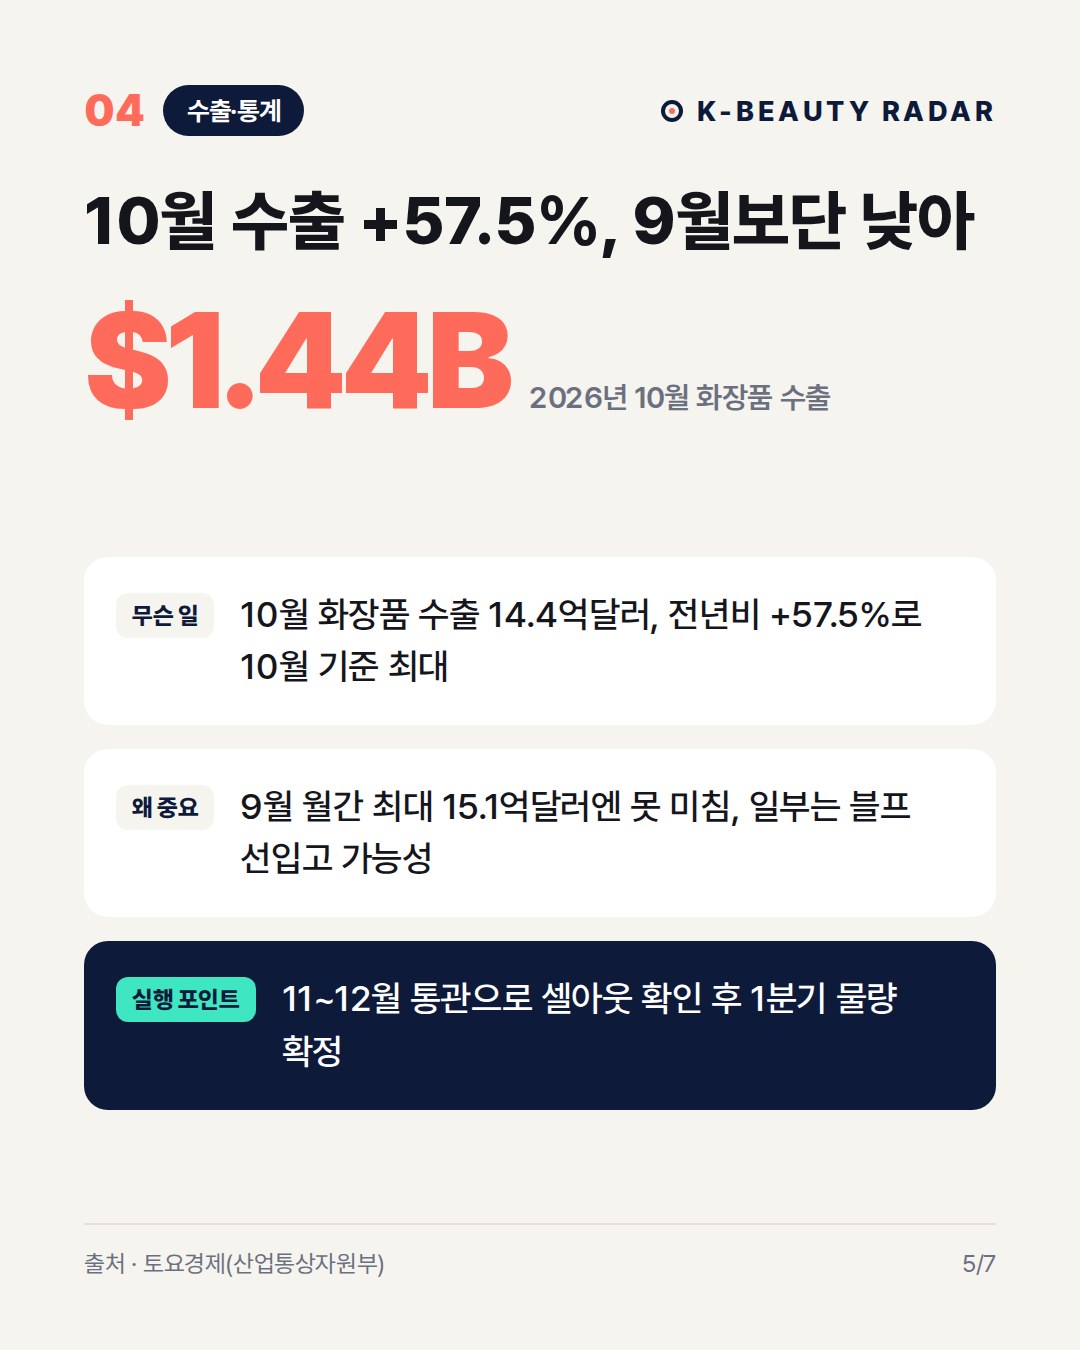 04 수출·통계
K-BEAUTY RADAR
10월 수출 +57.5%, 9월보단 낮아
$1.44B 2026년 10월 화장품 수출
무슨 일
10월 화장품 수출 14.4억달러, 전년비 +57.5%로
10월 기준 최대
왜 중요
9월 월간 최대 15.1억달러엔 못 미침, 일부는 블프
선입고 가능성
실행 포인트
11~12월 통관으로 셀아웃 확인 후 1분기 물량
확정
출처 · 토요경제(산업통상자원부)
5/7